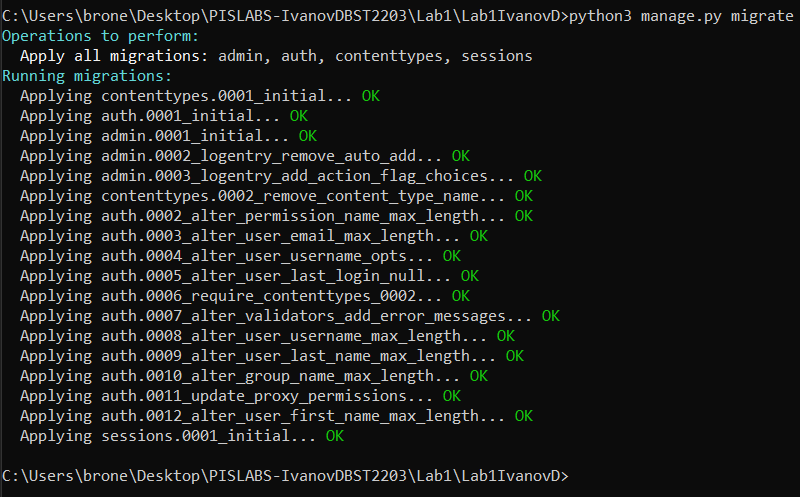 C:\Users\brone\Desktop\PISLABS-IvanovDBST2203\Lab1\Lab1IvanovD>python3 manage.py migrate
Operations to perform:
  Apply all migrations: admin, auth, contenttypes, sessions
Running migrations:
  Applying contenttypes.0001_initial... OK
  Applying auth.0001_initial... OK
  Applying admin.0001_initial... OK
  Applying admin.0002_logentry_remove_auto_add... OK
  Applying admin.0003_logentry_add_action_flag_choices... OK
  Applying contenttypes.0002_remove_content_type_name... OK
  Applying auth.0002_alter_permission_name_max_length... OK
  Applying auth.0003_alter_user_email_max_length... OK
  Applying auth.0004_alter_user_username_opts... OK
  Applying auth.0005_alter_user_last_login_null... OK
  Applying auth.0006_require_contenttypes_0002... OK
  Applying auth.0007_alter_validators_add_error_messages... OK
  Applying auth.0008_alter_user_username_max_length... OK
  Applying auth.0009_alter_user_last_name_max_length... OK
  Applying auth.0010_alter_group_name_max_length... OK
  Applying auth.0011_update_proxy_permissions... OK
  Applying auth.0012_alter_user_first_name_max_length... OK
  Applying sessions.0001_initial... OK
C:\Users\brone\Desktop\PISLABS-IvanovDBST2203\Lab1\Lab1IvanovD>